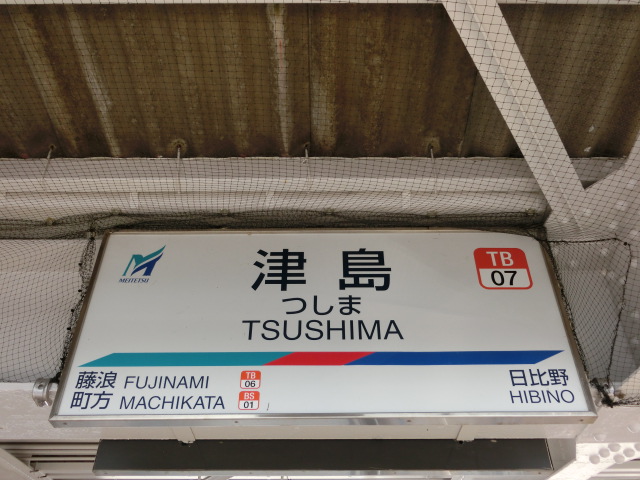 MEITETSU
津島
つしま
TSUSHIMA
TB
07
藤浪 FUJINAMI TB 06
町方 MACHIKATA BS 01
日比野
HIBINO